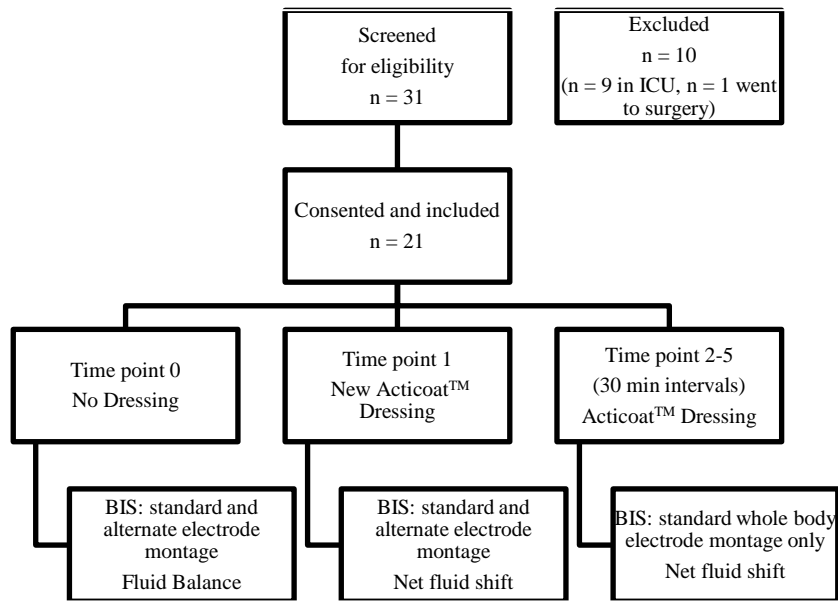 Screened
for eligibility
n = 31
Excluded
n = 10
(n = 9 in ICU, n = 1 went
to surgery)
Consented and included
n = 21
Time point 0
No Dressing
Time point 1
New Acticoat™
Dressing
Time point 2-5
(30 min intervals)
Acticoat™ Dressing
BIS: standard and
alternate electrode
montage
Fluid Balance
BIS: standard and
alternate electrode
montage
Net fluid shift
BIS: standard whole body
electrode montage only
Net fluid shift